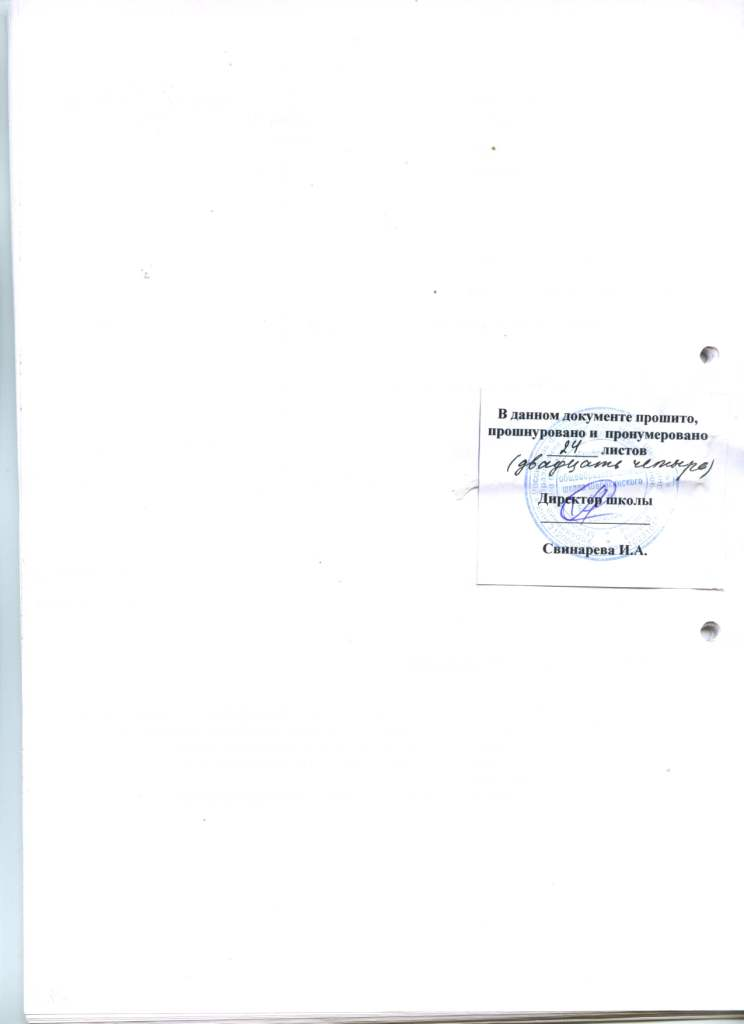 В данном документе прошито,
прошнуровано и пронумеровано
24 листов
(двадцать четыре)
Директор школы
Свинарева И.А.